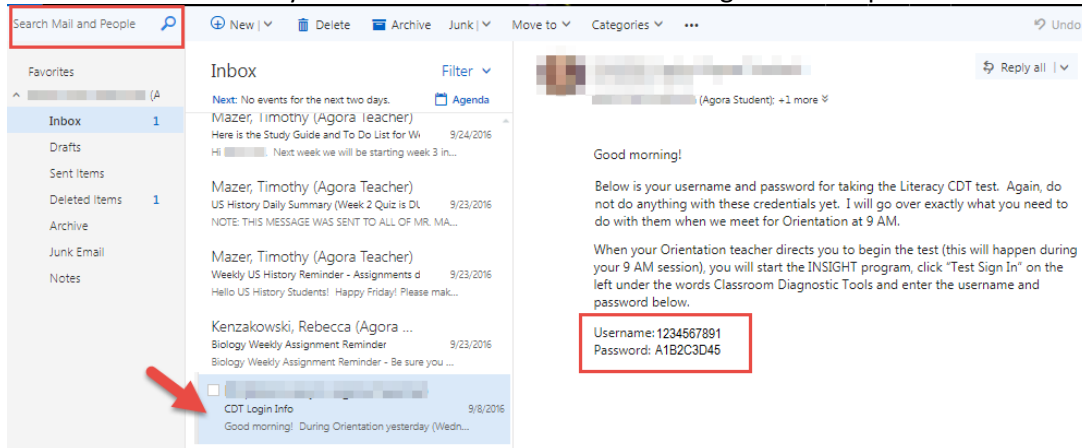 Search Mail and People
New
Delete
Archive
Junk
Move to
Categories
...
Undo
Favorites
(A
Inbox 1
Drafts
Sent Items
Deleted Items 1
Archive
Junk Email
Notes
Inbox Filter
Next: No events for the next two days. Agenda
Mazer, Timothy (Agora Teacher)
Here is the Study Guide and To Do List for We 9/24/2016
Hi Next week we will be starting week 3 in...
Mazer, Timothy (Agora Teacher)
US History Daily Summary (Week 2 Quiz is DU 9/23/2016
NOTE: THIS MESSAGE WAS SENT TO ALL OF MR. MA...
Mazer, Timothy (Agora Teacher)
Weekly US History Reminder - Assignments d 9/23/2016
Hello US History Students! Happy Friday! Please mak...
Kenzakowski, Rebecca (Agora ...
Biology Weekly Assignment Reminder 9/23/2016
Biology Weekly Assignment Reminder - Be sure you ...
CDT Login Info 9/8/2016
Good morning! During Orientation yesterday (Wedn...
Reply all
(Agora Student); +1 more
Good morning!
Below is your username and password for taking the Literacy CDT test. Again, do
not do anything with these credentials yet. I will go over exactly what you need to
do with them when we meet for Orientation at 9 AM.
When your Orientation teacher directs you to begin the test (this will happen during
your 9 AM session), you will start the INSIGHT program, click "Test Sign In" on the
left under the words Classroom Diagnostic Tools and enter the username and
password below.
Username: 1234567891
Password: A1B2C3D45